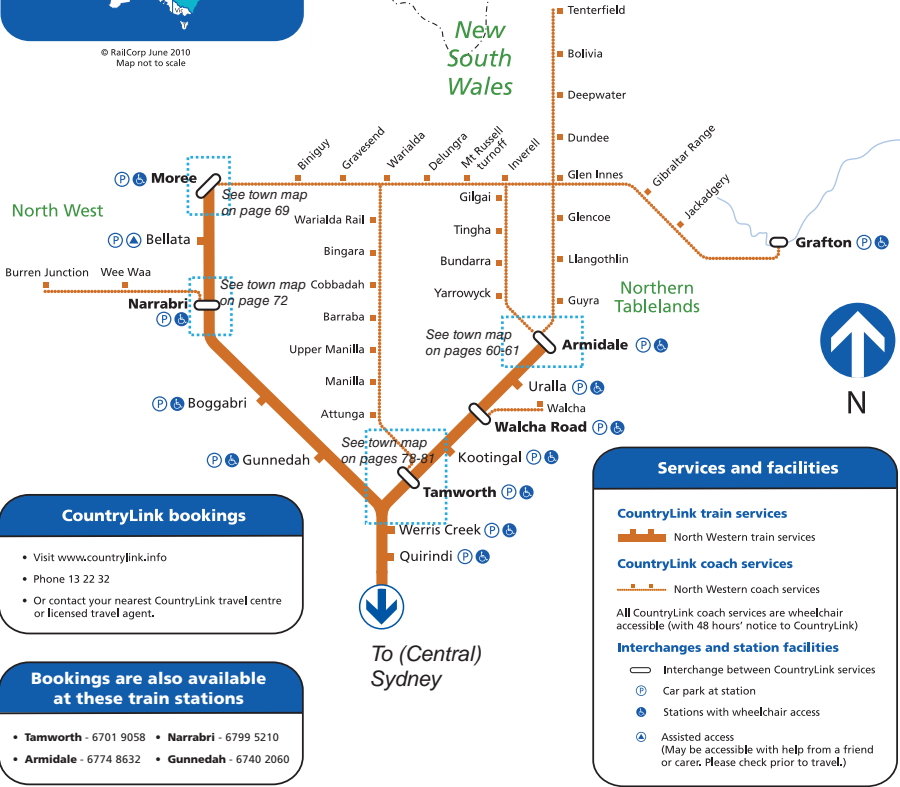 Vic
© RailCorp June 2010
Map not to scale
New
South
Wales
Tenterfield
Bolivia
Deepwater
Dundee
Glen Innes
Biniguy
Gravesend
Warialda
Delungra
Mt Russell
turnoff
Inverell
Gibraltar Range
Jackadgery
Grafton P
P Moree
See town map
on page 69
North West
P Bellata
Burren Junction
Wee Waa
See town map
on page 72
Narrabri
P
Warialda Rail
Bingara
Cobbadah
Barraba
Upper Manilla
Manilla
Attunga
Gilgai
Tingha
Bundarra
Yarrowyck
Glencoe
Llangothlin
Guyra
Northern
Tablelands
See town map
on pages 60-61
Armidale P
Uralla P
Walcha
Walcha Road P
P Boggabri
P Gunnedah
See town map
on pages 78-81
Kootingal P
Tamworth P
Werris Creek P
Quirindi P
To (Central)
Sydney
N
CountryLink bookings
• Visit www.countrylink.info
• Phone 13 22 32
• Or contact your nearest CountryLink travel centre
or licensed travel agent.
Bookings are also available
at these train stations
• Tamworth - 6701 9058 • Narrabri - 6799 5210
• Armidale - 6774 8632 • Gunnedah - 6740 2060
Services and facilities
CountryLink train services
North Western train services
CountryLink coach services
North Western coach services
All CountryLink coach services are wheelchair
accessible (with 48 hours' notice to CountryLink)
Interchanges and station facilities
Interchange between CountryLink services
P Car park at station
Stations with wheelchair access
Assisted access
(May be accessible with help from a friend
or carer. Please check prior to travel.)